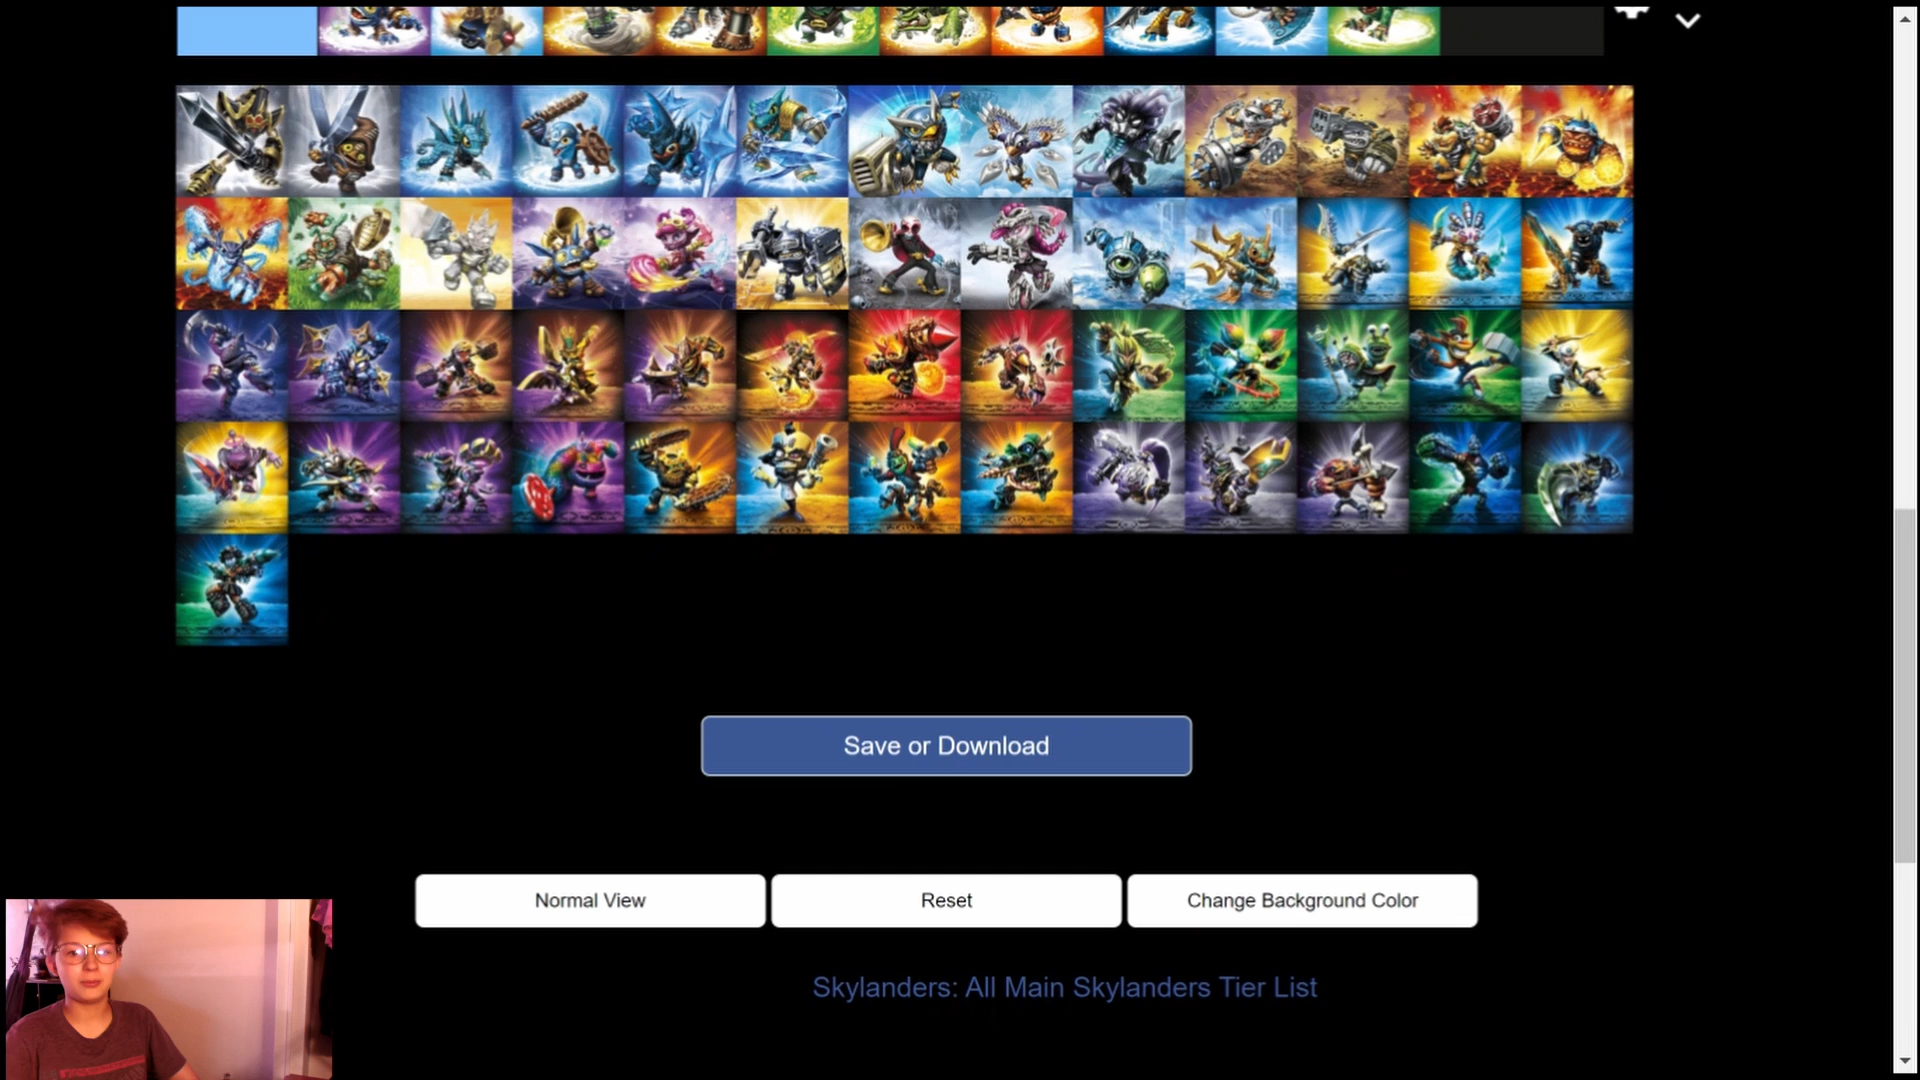 Save or Download
Normal View
Reset
Change Background Color
Skylanders: All Main Skylanders Tier List